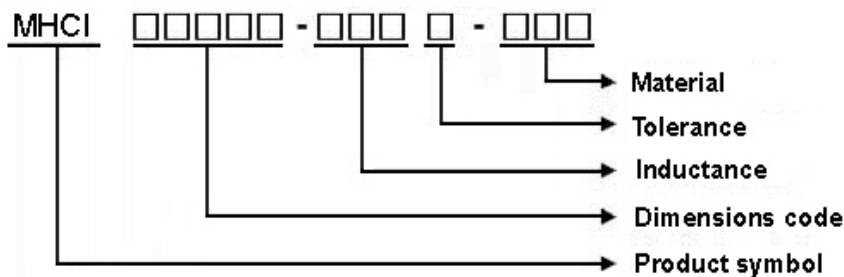 MHCI □□□□□ - □□□ □ - □□□
Material
Tolerance
Inductance
Dimensions code
Product symbol